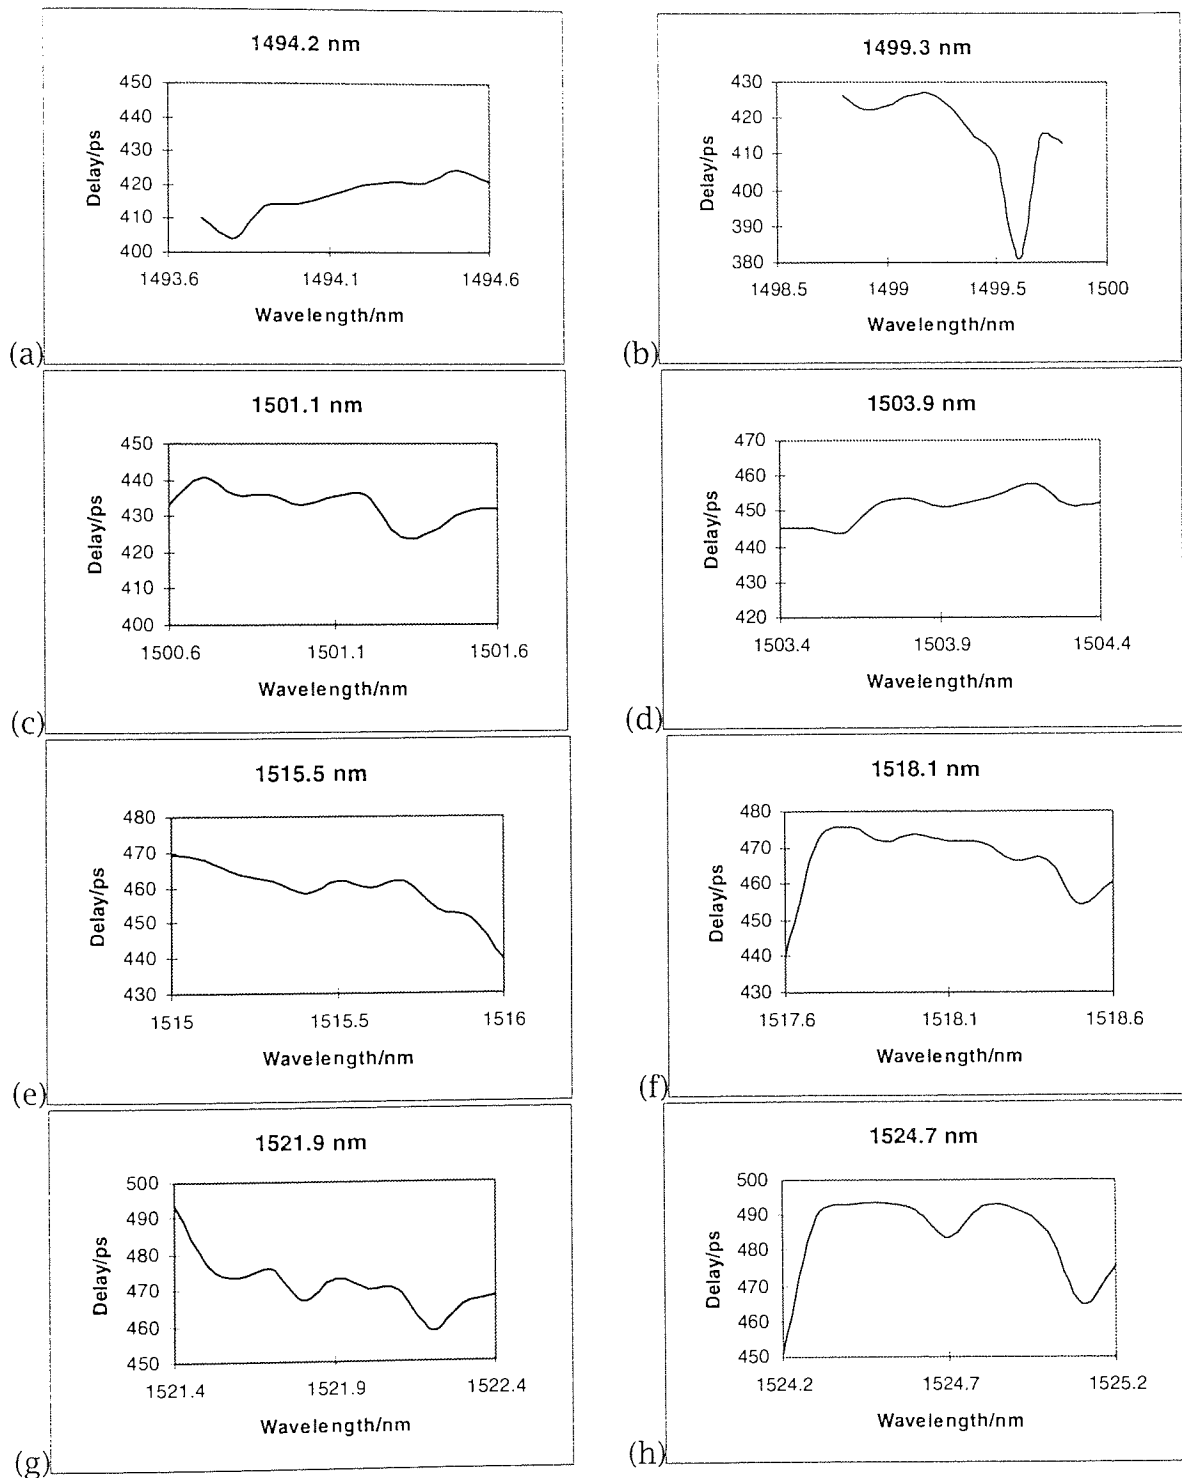 1494.2 nm
Delay/ps
450
440
430
420
410
400
1493.6 1494.1 1494.6
Wavelength/nm
(a)
1499.3 nm
Delay/ps
430
420
410
400
390
380
1498.5 1499 1499.5 1500
Wavelength/nm
(b)
1501.1 nm
Delay/ps
450
440
430
420
410
400
1500.6 1501.1 1501.6
Wavelength/nm
(c)
1503.9 nm
Delay/ps
470
460
450
440
430
420
1503.4 1503.9 1504.4
Wavelength/nm
(d)
1515.5 nm
Delay/ps
480
470
460
450
440
430
1515 1515.5 1516
Wavelength/nm
(e)
1518.1 nm
Delay/ps
480
470
460
450
440
430
1517.6 1518.1 1518.6
Wavelength/nm
(f)
1521.9 nm
Delay/ps
500
490
480
470
460
450
1521.4 1521.9 1522.4
Wavelength/nm
(g)
1524.7 nm
Delay/ps
500
490
480
470
460
450
1524.2 1524.7 1525.2
Wavelength/nm
(h)